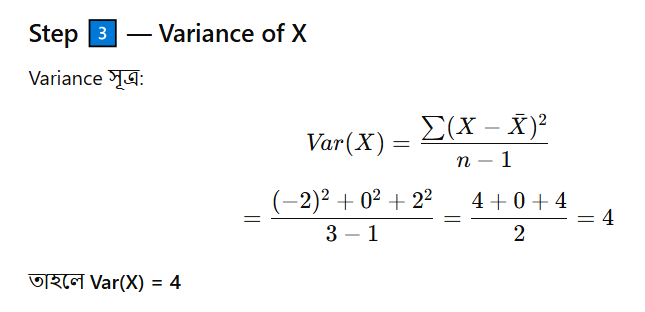 Step 3 — Variance of X
Variance সূত্র:
Var(X) = ∑(X − X̄)² / n − 1
= (−2)² + 0² + 2² / 3 − 1 = 4 + 0 + 4 / 2 = 4
তাহলে Var(X) = 4